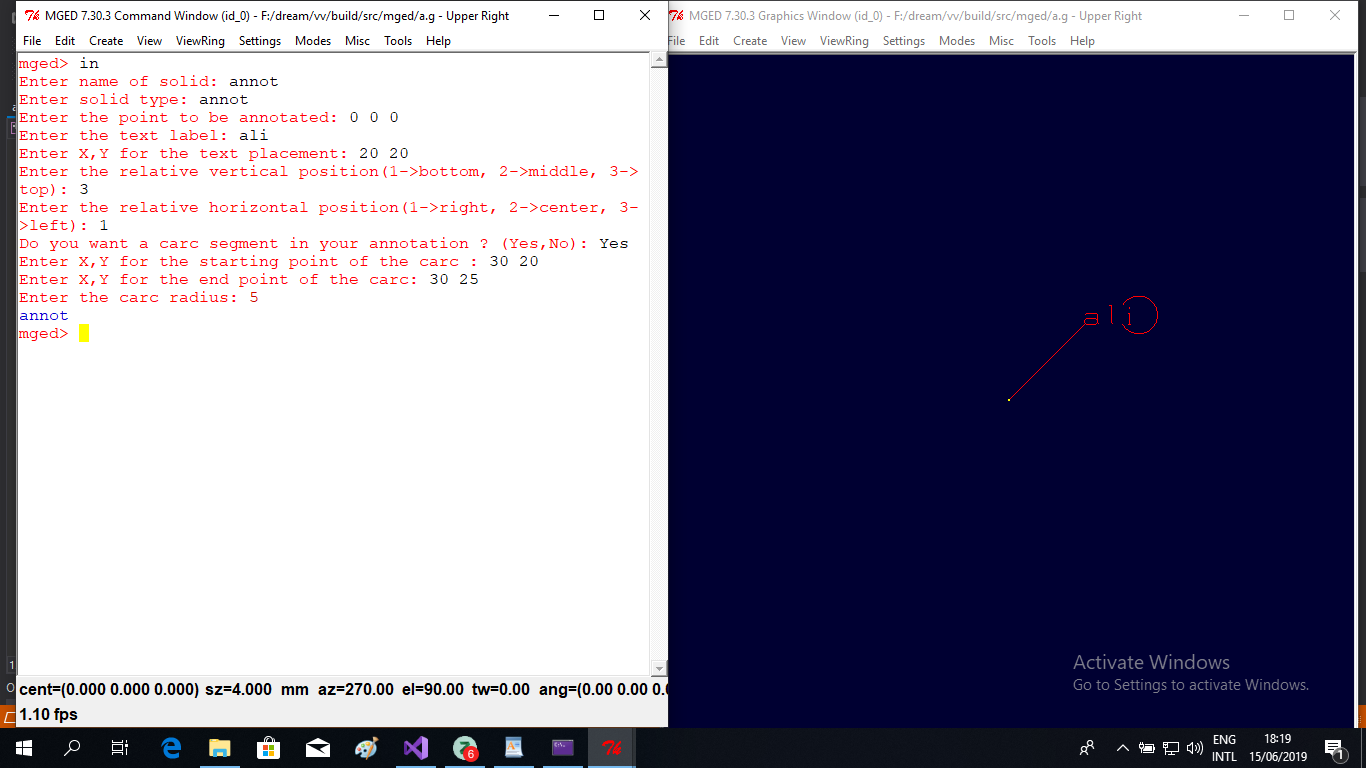 MGED 7.30.3 Command Window (id_0) - F:/dream/vv/build/src/mged/a.g - Upper Right
File Edit Create View ViewRing Settings Modes Misc Tools Help
mged> in
Enter name of solid: annot
Enter solid type: annot
Enter the point to be annotated: 0 0 0
Enter the text label: ali
Enter X,Y for the text placement: 20 20
Enter the relative vertical position(1->bottom, 2->middle, 3->
top): 3
Enter the relative horizontal position(1->right, 2->center, 3-
>left): 1
Do you want a carc segment in your annotation ? (Yes,No): Yes
Enter X,Y for the starting point of the carc : 30 20
Enter X,Y for the end point of the carc: 30 25
Enter the carc radius: 5
annot
mged>
cent=(0.000 0.000 0.000) sz=4.000 mm az=270.00 el=90.00 tw=0.00 ang=(0.00 0.00 0.0
1.10 fps
MGED 7.30.3 Graphics Window (id_0) - F:/dream/vv/build/src/mged/a.g - Upper Right
File Edit Create View ViewRing Settings Modes Misc Tools Help
ali
Activate Windows
Go to Settings to activate Windows.
6
ENG
INTL
18:19
15/06/2019
1